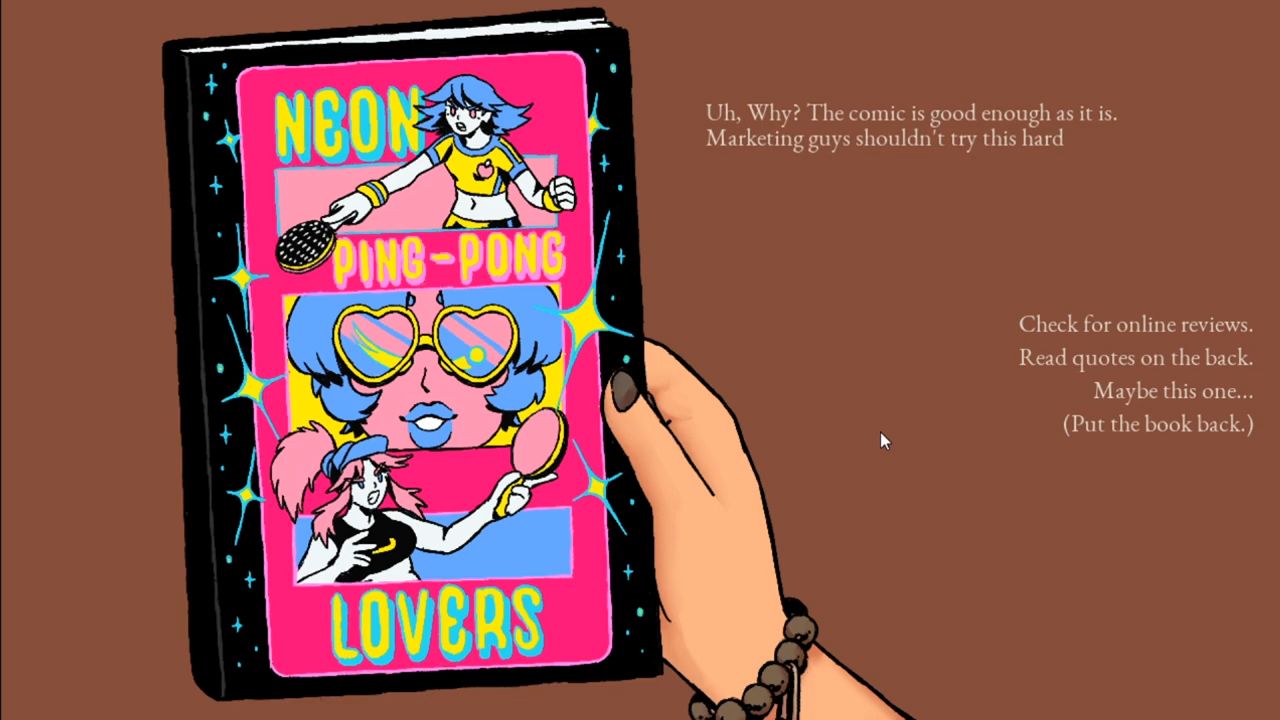 NEON
PING-PONG
LOVERS
Uh, Why? The comic is good enough as it is.
Marketing guys shouldn't try this hard
Check for online reviews.
Read quotes on the back.
Maybe this one...
(Put the book back.)